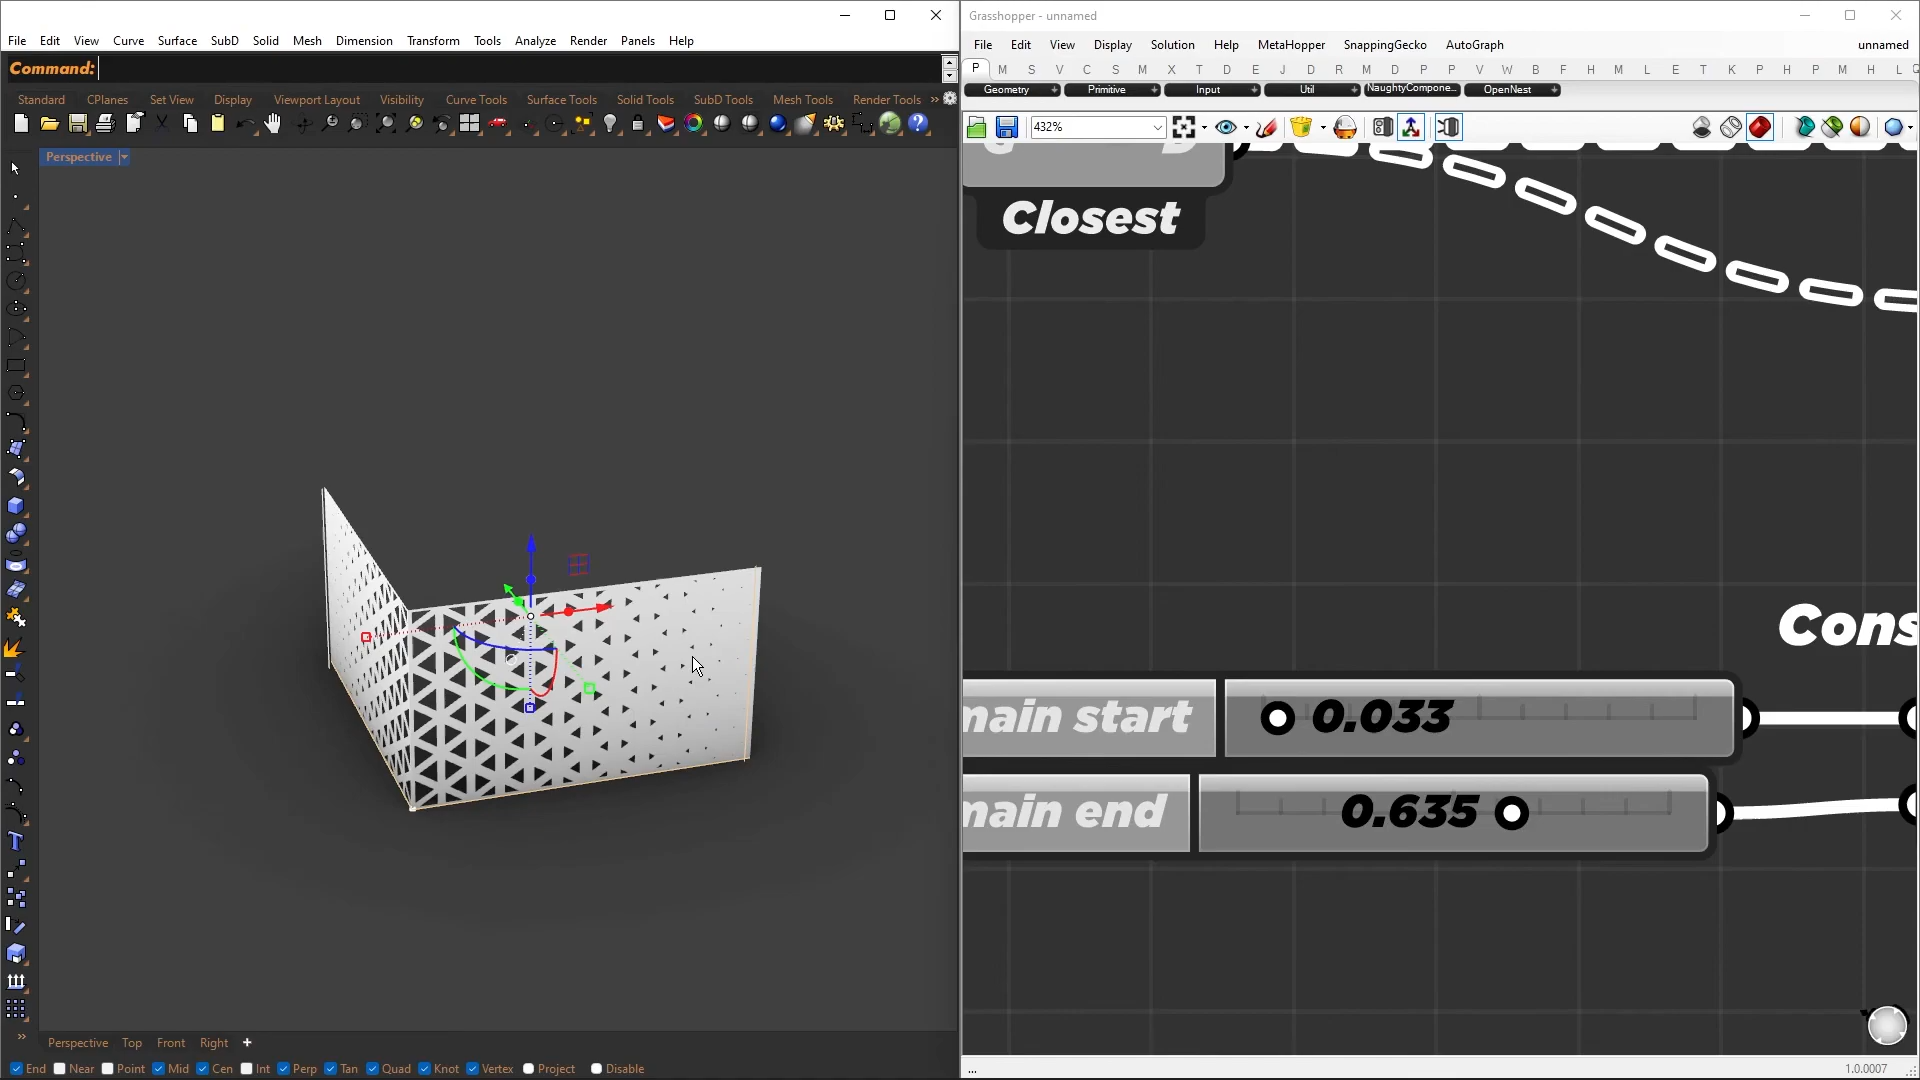 File Edit View Curve Surface SubD Solid Mesh Dimension Transform Tools Analyze Render Panels Help
Command:
Standard CPlanes Set View Display Viewport Layout Visibility Curve Tools Surface Tools Solid Tools SubD Tools Mesh Tools Render Tools »
Perspective
Perspective Top Front Right +
End Near Point Mid Cen Int Perp Tan Quad Knot Vertex Project Disable
Grasshopper - unnamed
File Edit View Display Solution Help MetaHopper SnappingGecko AutoGraph unnamed
P M S V C S M X T D E J D R M D P P V W B F H M L E T K P H P M H L
Geometry Primitive Input Util NaughtyCompone... OpenNest
432%
Closest
Cons
main start 0.033
main end 0.635
... 1.0.0007